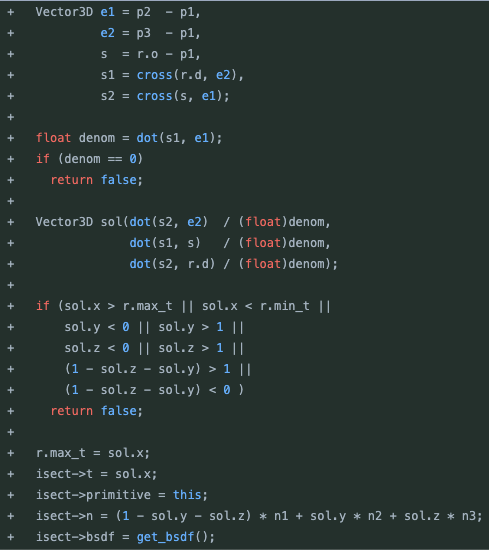 +   Vector3D e1 = p2  - p1,
+            e2 = p3  - p1,
+            s  = r.o - p1,
+            s1 = cross(r.d, e2),
+            s2 = cross(s, e1);
+
+   float denom = dot(s1, e1);
+   if (denom == 0)
+     return false;
+
+   Vector3D sol(dot(s2, e2)  / (float)denom,
+                dot(s1, s)   / (float)denom,
+                dot(s2, r.d) / (float)denom);
+
+   if (sol.x > r.max_t || sol.x < r.min_t ||
+       sol.y < 0 || sol.y > 1 ||
+       sol.z < 0 || sol.z > 1 ||
+       (1 - sol.z - sol.y) > 1 ||
+       (1 - sol.z - sol.y) < 0 )
+     return false;
+
+   r.max_t = sol.x;
+   isect->t = sol.x;
+   isect->primitive = this;
+   isect->n = (1 - sol.y - sol.z) * n1 + sol.y * n2 + sol.z * n3;
+   isect->bsdf = get_bsdf();